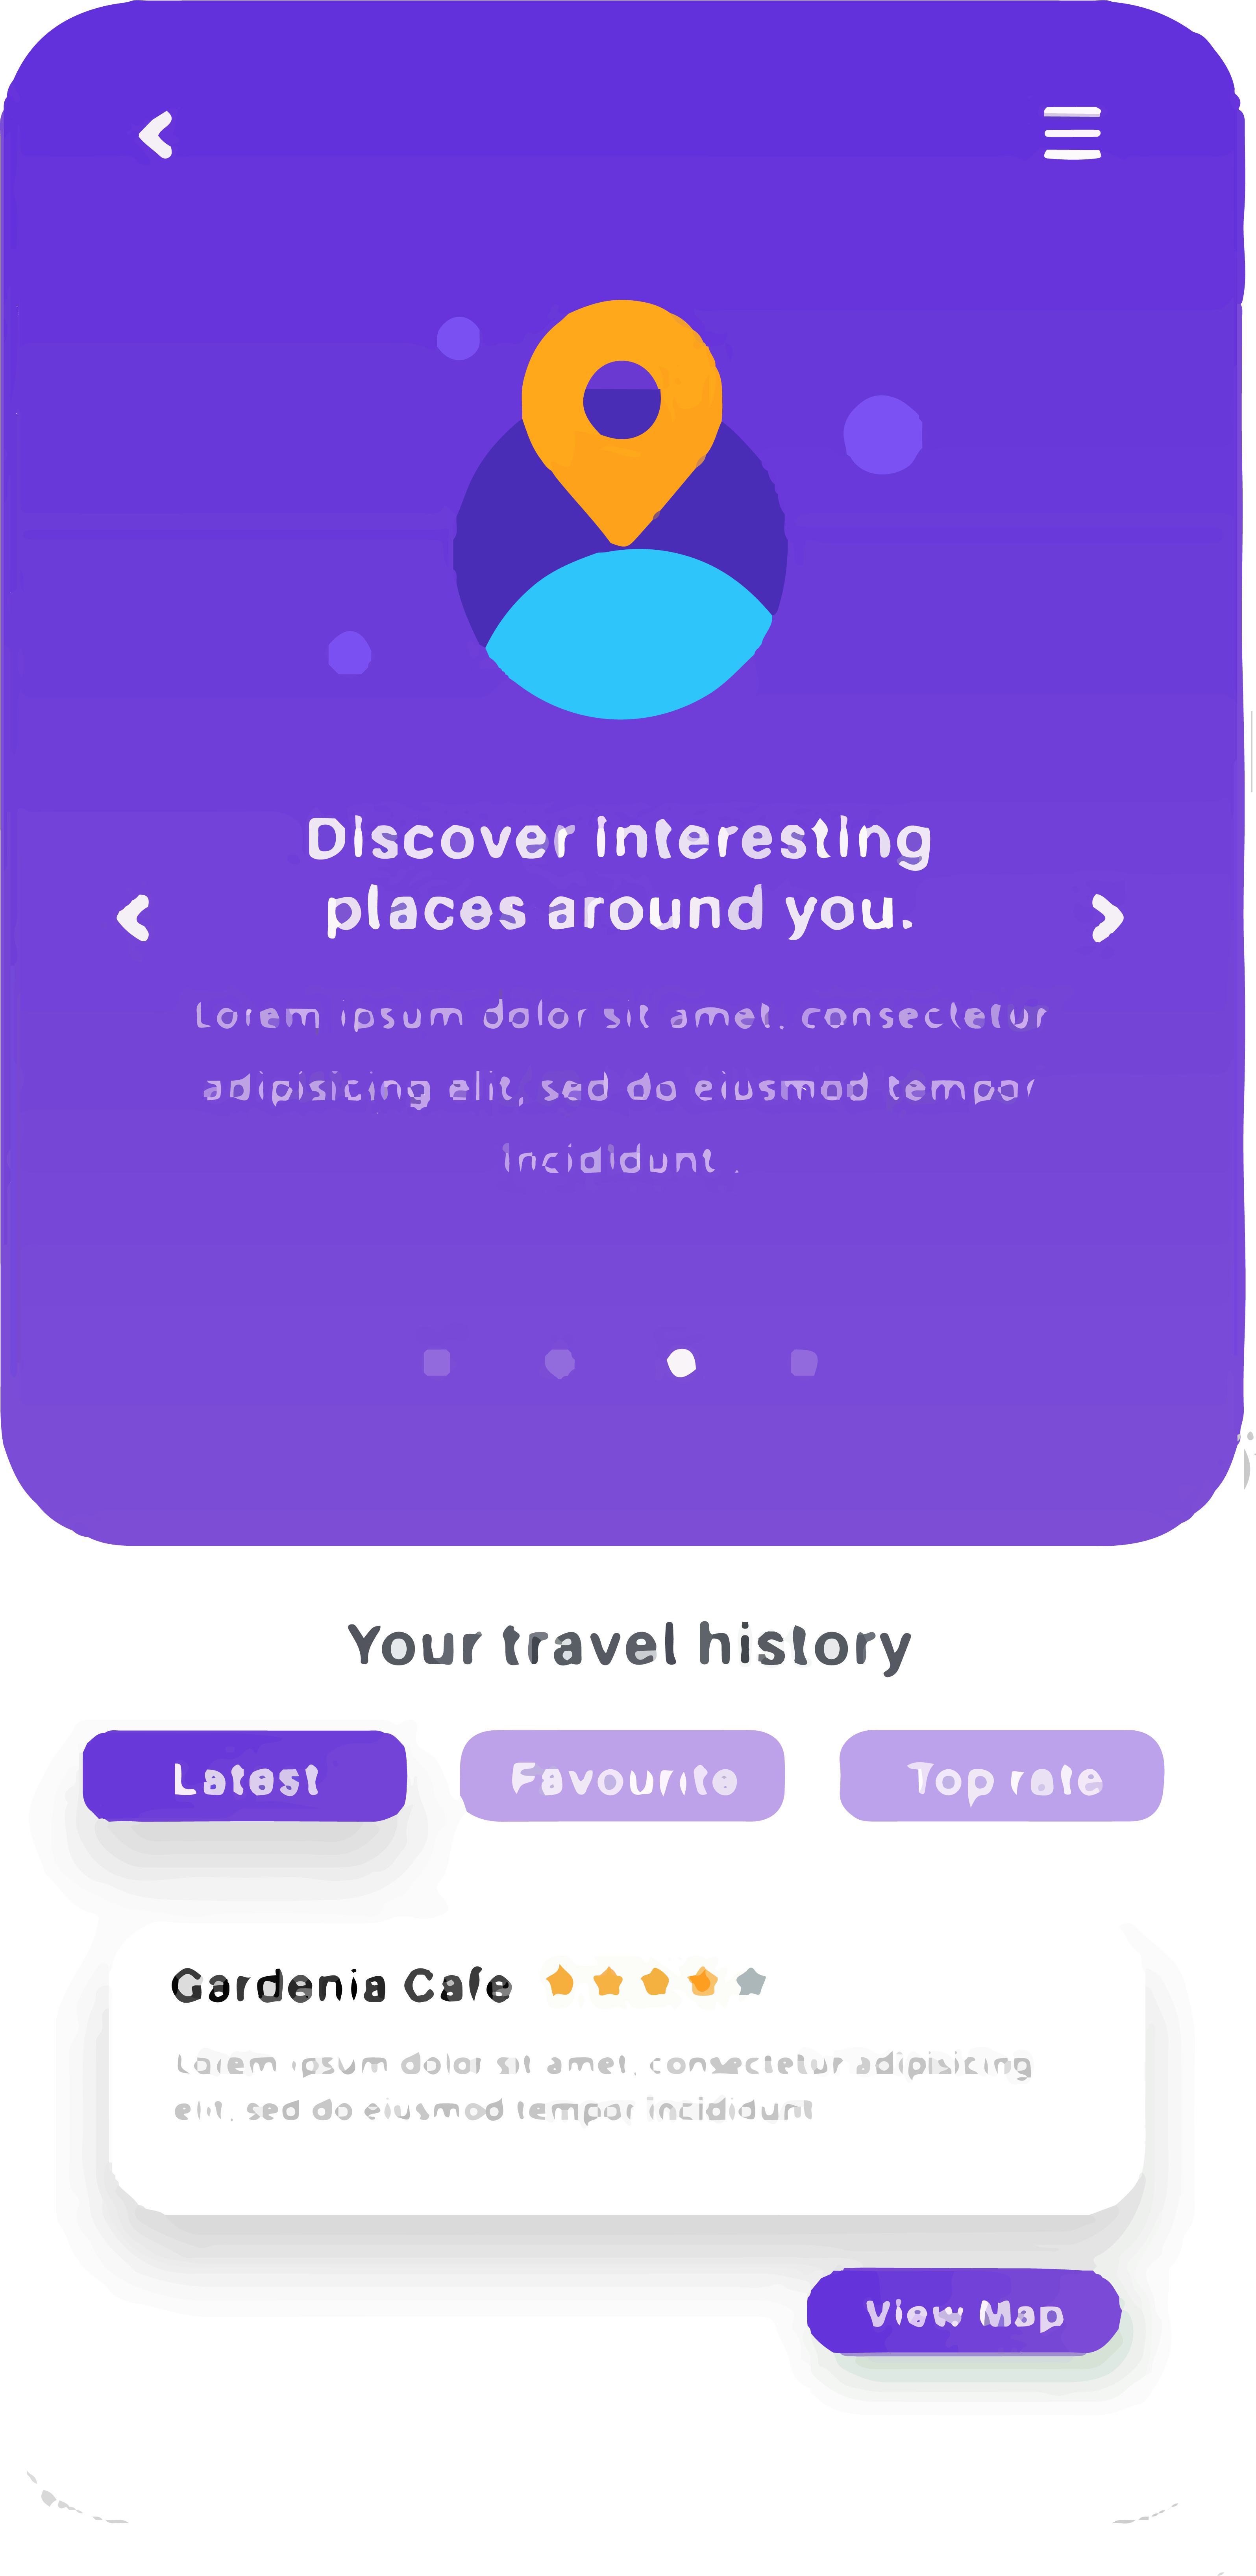 Discover interesting
places around you.
Lorem ipsum dolor sit amet, consectetur
adipisicing elit, sed do eiusmod tempor
incididunt .
Your travel history
Latest
Favourite
Top rate
Gardenia Cafe
Lorem ipsum dolor sit amet, consectetur adipisicing
elit, sed do eiusmod tempor incididunt
View Map